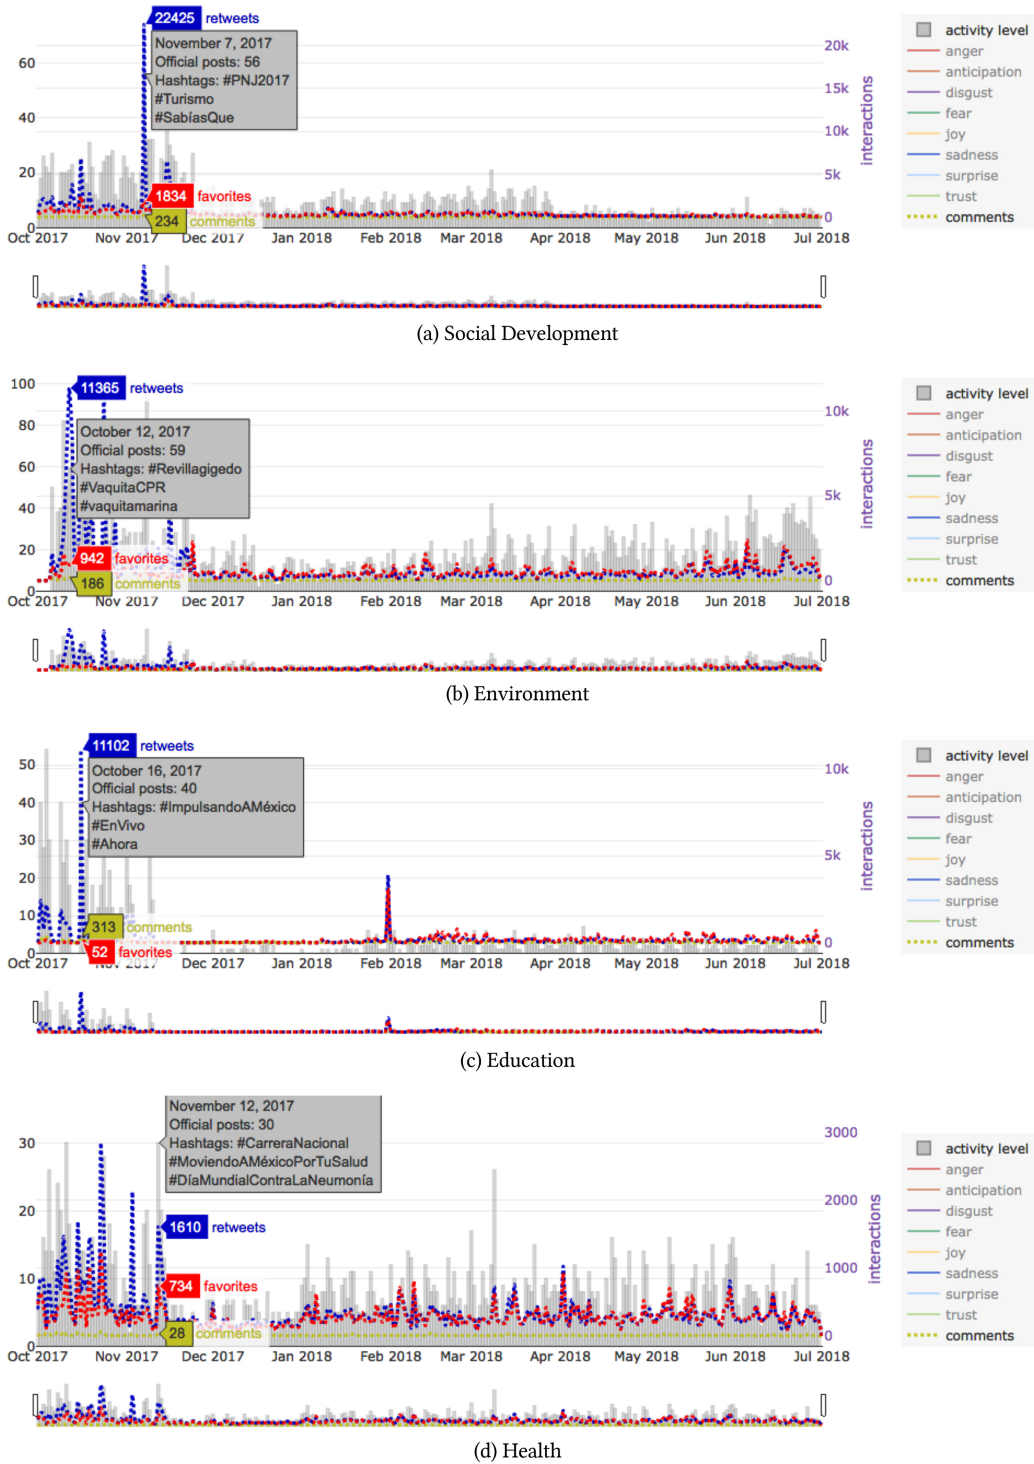 22425 retweets
November 7, 2017
Official posts: 56
Hashtags: #PNJ2017
#Turismo
#SabíasQue
1834 favorites
234 comments
60
40
20
0
20k
15k
10k
5k
0
interactions
Oct 2017 Nov 2017 Dec 2017 Jan 2018 Feb 2018 Mar 2018 Apr 2018 May 2018 Jun 2018 Jul 2018
activity level
anger
anticipation
disgust
fear
joy
sadness
surprise
trust
comments
(a) Social Development
11365 retweets
October 12, 2017
Official posts: 59
Hashtags: #Revillagigedo
#VaquitaCPR
#vaquitamarina
942 favorites
186 comments
100
80
60
40
20
0
10k
5k
0
interactions
Oct 2017 Nov 2017 Dec 2017 Jan 2018 Feb 2018 Mar 2018 Apr 2018 May 2018 Jun 2018 Jul 2018
activity level
anger
anticipation
disgust
fear
joy
sadness
surprise
trust
comments
(b) Environment
11102 retweets
October 16, 2017
Official posts: 40
Hashtags: #ImpulsandoAMéxico
#EnVivo
#Ahora
313 comments
52 favorites
50
40
30
20
10
0
10k
5k
0
interactions
Oct 2017 Nov 2017 Dec 2017 Jan 2018 Feb 2018 Mar 2018 Apr 2018 May 2018 Jun 2018 Jul 2018
activity level
anger
anticipation
disgust
fear
joy
sadness
surprise
trust
comments
(c) Education
November 12, 2017
Official posts: 30
Hashtags: #CarreraNacional
#MoviendoAMéxicoPorTuSalud
#DíaMundialContraLaNeumonía
1610 retweets
734 favorites
28 comments
30
20
10
0
3000
2000
1000
0
interactions
Oct 2017 Nov 2017 Dec 2017 Jan 2018 Feb 2018 Mar 2018 Apr 2018 May 2018 Jun 2018 Jul 2018
activity level
anger
anticipation
disgust
fear
joy
sadness
surprise
trust
comments
(d) Health